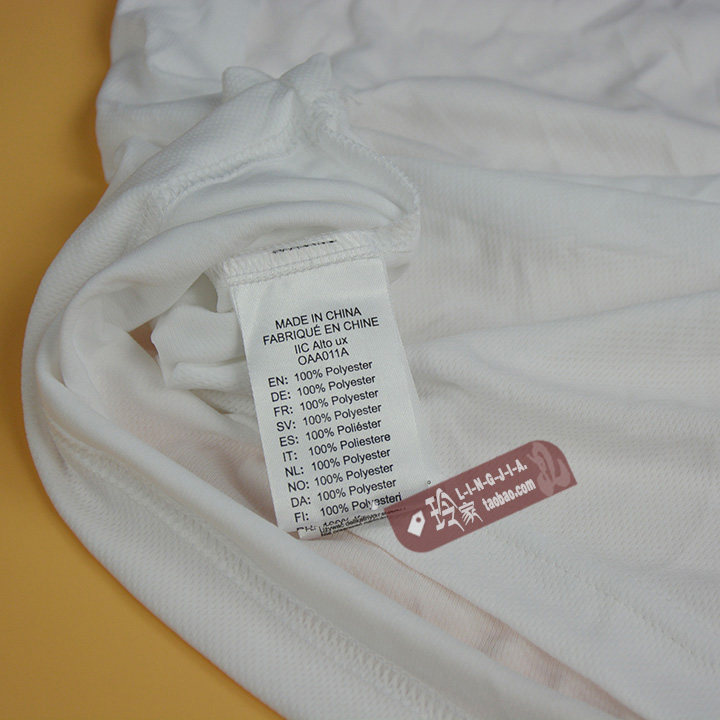 MADE IN CHINA
FABRIQUÉ EN CHINE
IIC Alto ux
OAA011A
EN: 100% Polyester
DE: 100% Polyester
FR: 100% Polyester
SV: 100% Polyester
ES: 100% Poliéster
IT: 100% Poliestere
NL: 100% Polyester
NO: 100% Polyester
DA: 100% Polyester
FI: 100% Polyesteri
玲家
L-I-N-G-J-I-A.
taobao.com